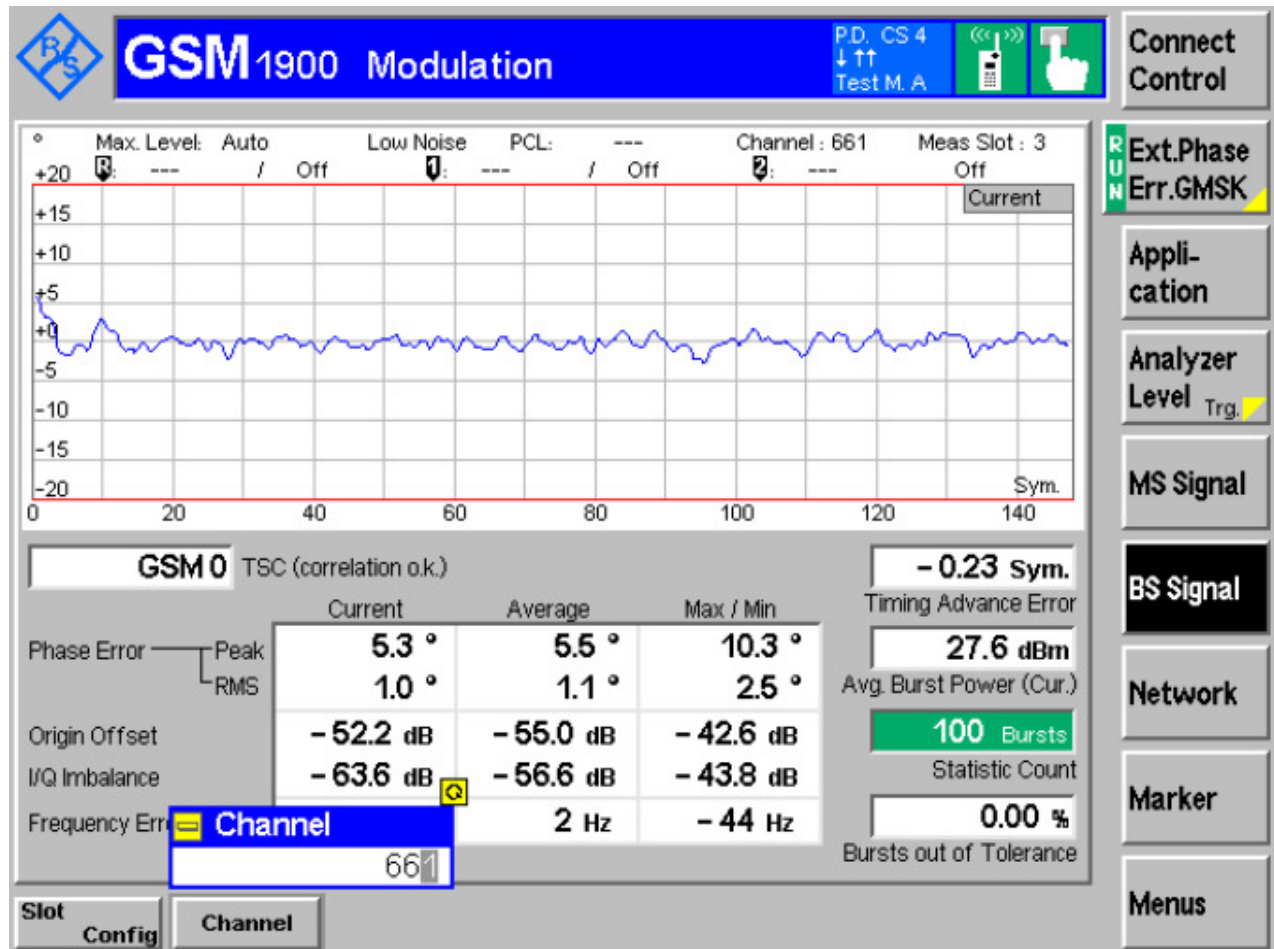 R/S
GSM 1900 Modulation
P.D. CS 4
↓ ↑↑
Test M. A
Connect Control
° Max. Level: Auto Low Noise PCL: --- Channel : 661 Meas Slot : 3
R: --- / Off 1: --- / Off 2: --- Off
Current
+20
+15
+10
+5
+0
-5
-10
-15
-20
Sym.
0 20 40 60 80 100 120 140
RUN
Ext.Phase
Err.GMSK
Appli-
cation
Analyzer
Level Trg.
MS Signal
BS Signal
Network
Marker
Menus
GSM 0 TSC (correlation o.k.)
- 0.23 Sym.
Timing Advance Error
Current Average Max / Min
Phase Error Peak 5.3 ° 5.5 ° 10.3 °
RMS 1.0 ° 1.1 ° 2.5 °
27.6 dBm
Avg. Burst Power (Cur.)
Origin Offset - 52.2 dB - 55.0 dB - 42.6 dB
I/Q Imbalance - 63.6 dB - 56.6 dB - 43.8 dB
100 Bursts
Statistic Count
Frequency Err 2 Hz - 44 Hz
0.00 %
Bursts out of Tolerance
Channel
661
Slot
Config
Channel